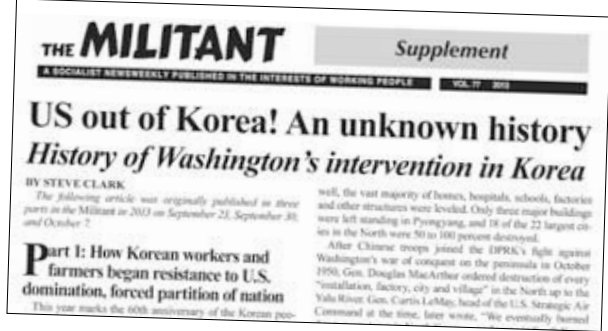 THE MILITANT
Supplement
A SOCIALIST NEWSWEEKLY PUBLISHED IN THE INTERESTS OF WORKING PEOPLE
VOL. 77 2013
US out of Korea! An unknown history
History of Washington's intervention in Korea
BY STEVE CLARK
The following article was originally published in three
parts in the Militant in 2013 on September 23, September 30,
and October 7.
Part 1: How Korean workers and
farmers began resistance to U.S.
domination, forced partition of nation
This year marks the 60th anniversary of the Korean peo-
well, the vast majority of homes, hospitals, schools, factories
and other structures were leveled. Only three major buildings
were left standing in Pyongyang, and 18 of the 22 largest cit-
ies in the North were 50 to 100 percent destroyed.
After Chinese troops joined the DPRK's fight against
Washington's war of conquest on the peninsula in October
1950, Gen. Douglas MacArthur ordered destruction of every
"installation, factory, city and village" in the North up to the
Yalu River. Gen. Curtis LeMay, head of the U.S. Strategic Air
Command at the time, later wrote, "We eventually burned